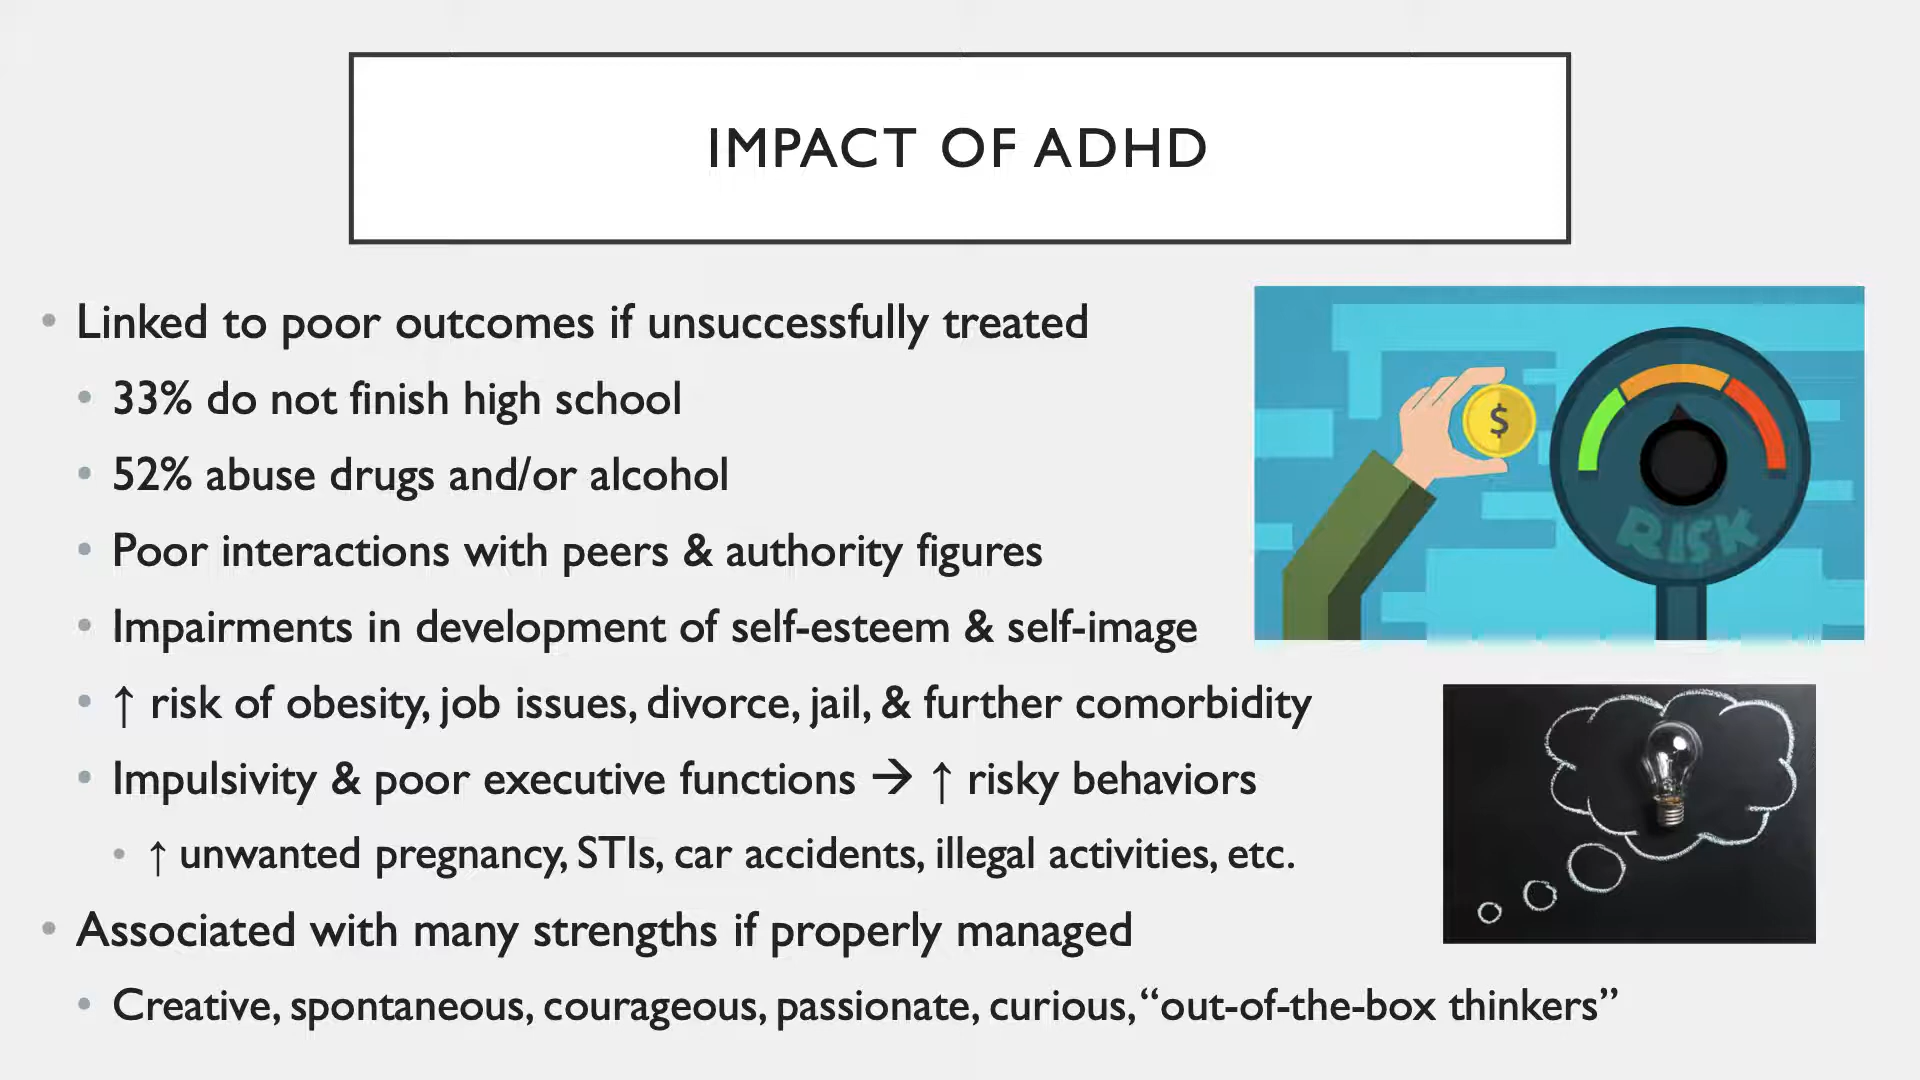 IMPACT OF ADHD
• Linked to poor outcomes if unsuccessfully treated
• 33% do not finish high school
• 52% abuse drugs and/or alcohol
• Poor interactions with peers & authority figures
• Impairments in development of self-esteem & self-image
• ↑ risk of obesity, job issues, divorce, jail, & further comorbidity
• Impulsivity & poor executive functions → ↑ risky behaviors
• ↑ unwanted pregnancy, STIs, car accidents, illegal activities, etc.
• Associated with many strengths if properly managed
• Creative, spontaneous, courageous, passionate, curious, “out-of-the-box thinkers”
$
RISK